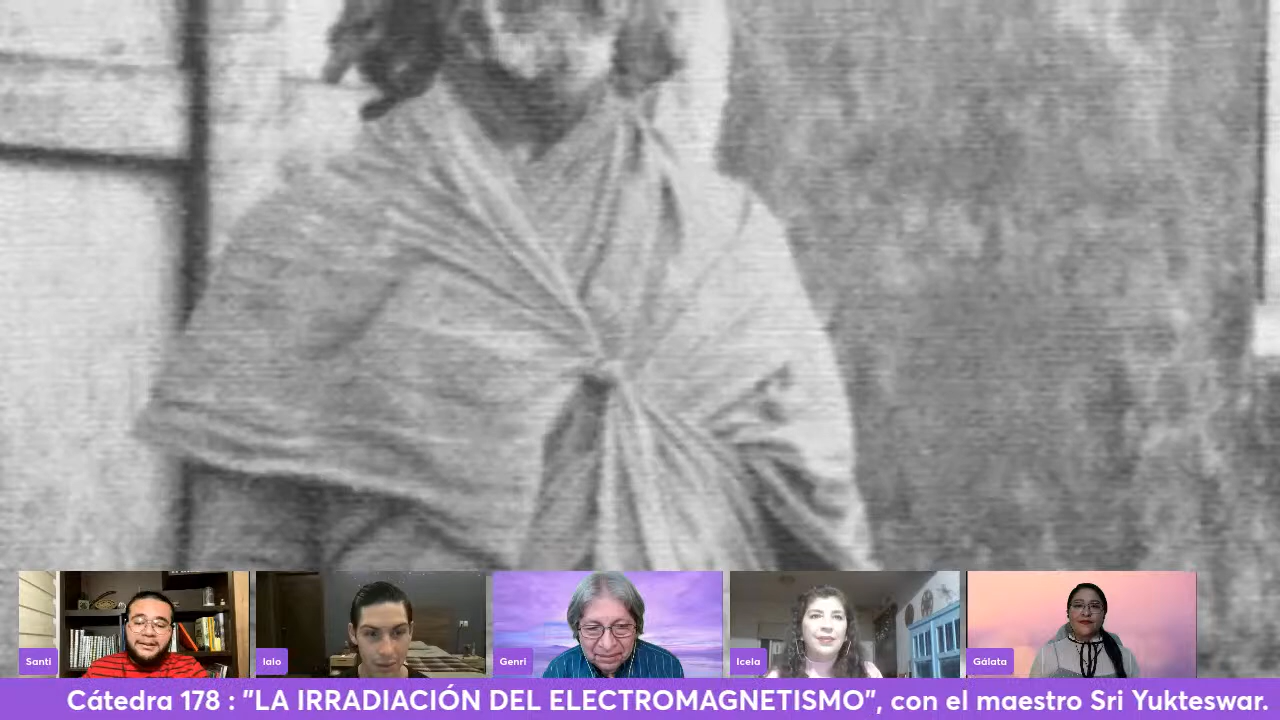 Santi
lalo
Genri
Icela
Gálata
Cátedra 178 : "LA IRRADIACIÓN DEL ELECTROMAGNETISMO", con el maestro Sri Yukteswar.